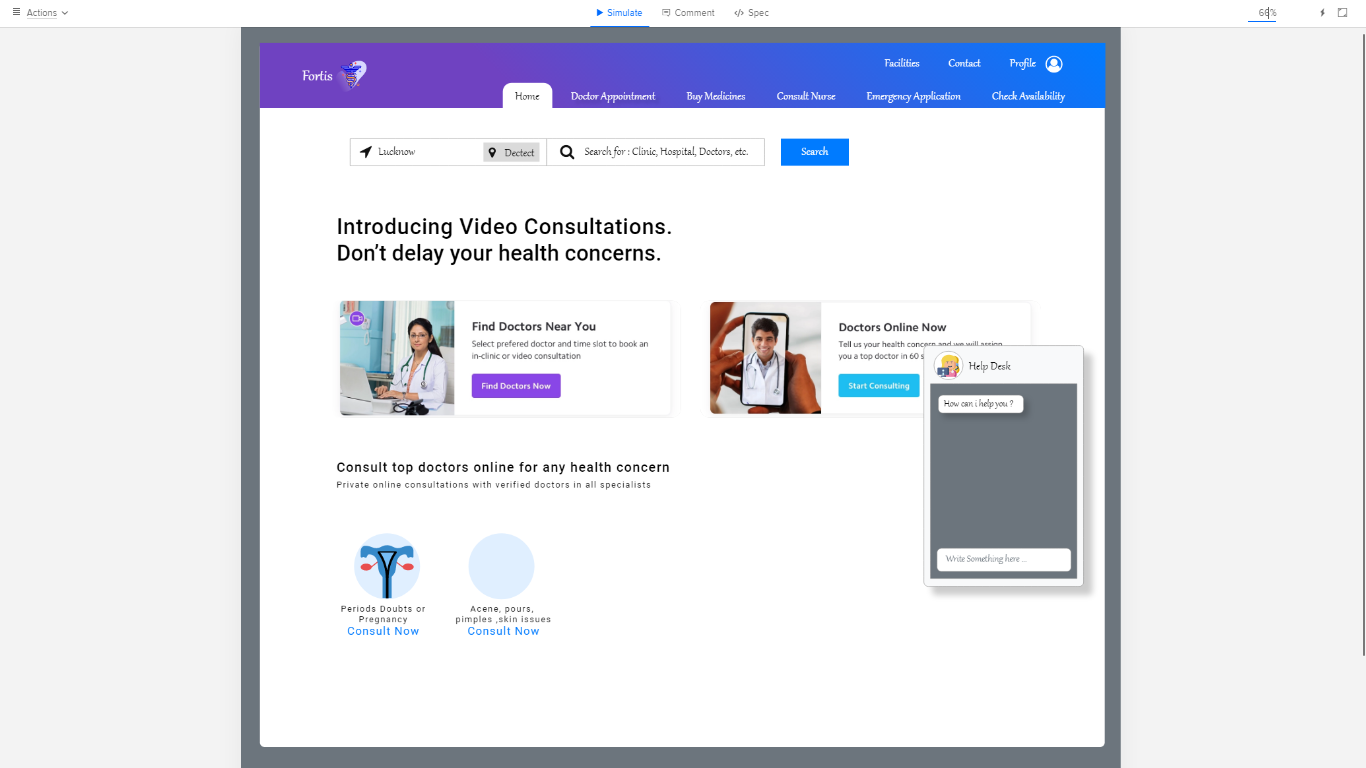 Actions
Simulate
Comment
</> Spec
66%
Fortis
Facilities
Contact
Profile
Home
Doctor Appointment
Buy Medicines
Consult Nurse
Emergency Application
Check Availability
Lucknow
Dectect
Search for : Clinic, Hospital, Doctors, etc.
Search
Introducing Video Consultations.
Don’t delay your health concerns.
Find Doctors Near You
Select prefered doctor and time slot to book an
in-clinic or video consultation
Find Doctors Now
Doctors Online Now
Tell us your health concern and we will assign
you a top doctor in 60 s
Start Consulting
Help Desk
How can i help you ?
Write Something here ...
Consult top doctors online for any health concern
Private online consultations with verified doctors in all specialists
Periods Doubts or
Pregnancy
Consult Now
Acene, pours,
pimples ,skin issues
Consult Now